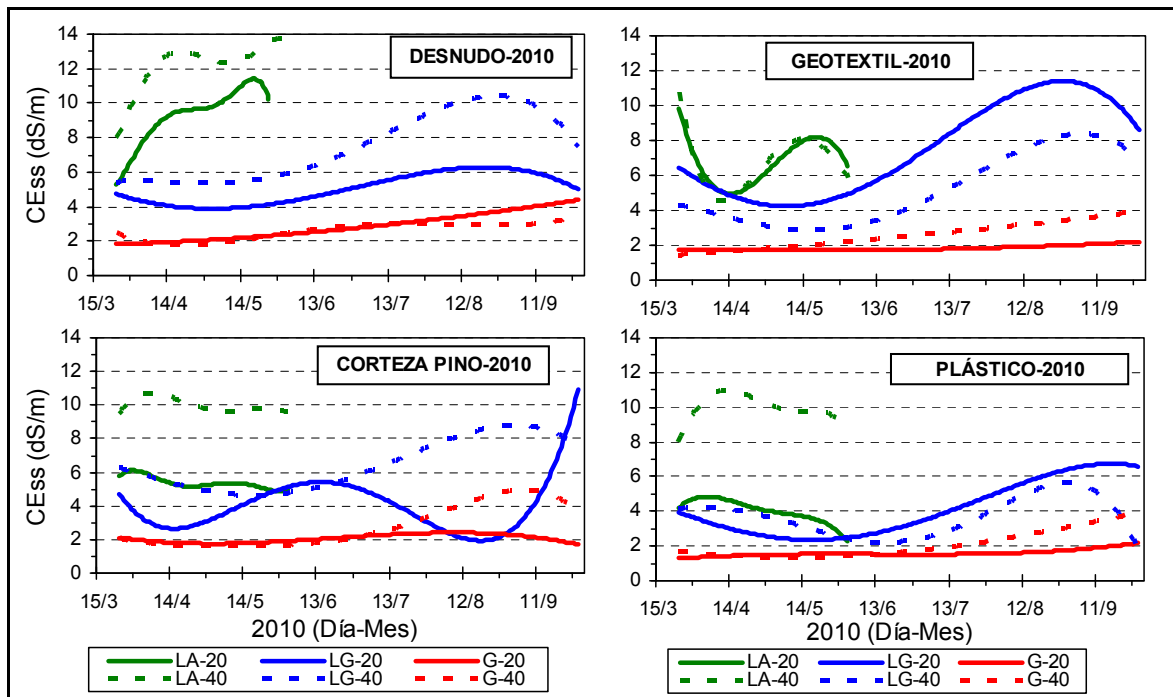 DESNUDO-2010
CEss (dS/m)
14
12
10
8
6
4
2
0
15/3 14/4 14/5 13/6 13/7 12/8 11/9
GEOTEXTIL-2010
14
12
10
8
6
4
2
0
15/3 14/4 14/5 13/6 13/7 12/8 11/9
CORTEZA PINO-2010
CEss (dS/m)
14
12
10
8
6
4
2
0
15/3 14/4 14/5 13/6 13/7 12/8 11/9
2010 (Día-Mes)
PLÁSTICO-2010
14
12
10
8
6
4
2
0
15/3 14/4 14/5 13/6 13/7 12/8 11/9
2010 (Día-Mes)
LA-20 LG-20 G-20
LA-40 LG-40 G-40
LA-20 LG-20 G-20
LA-40 LG-40 G-40